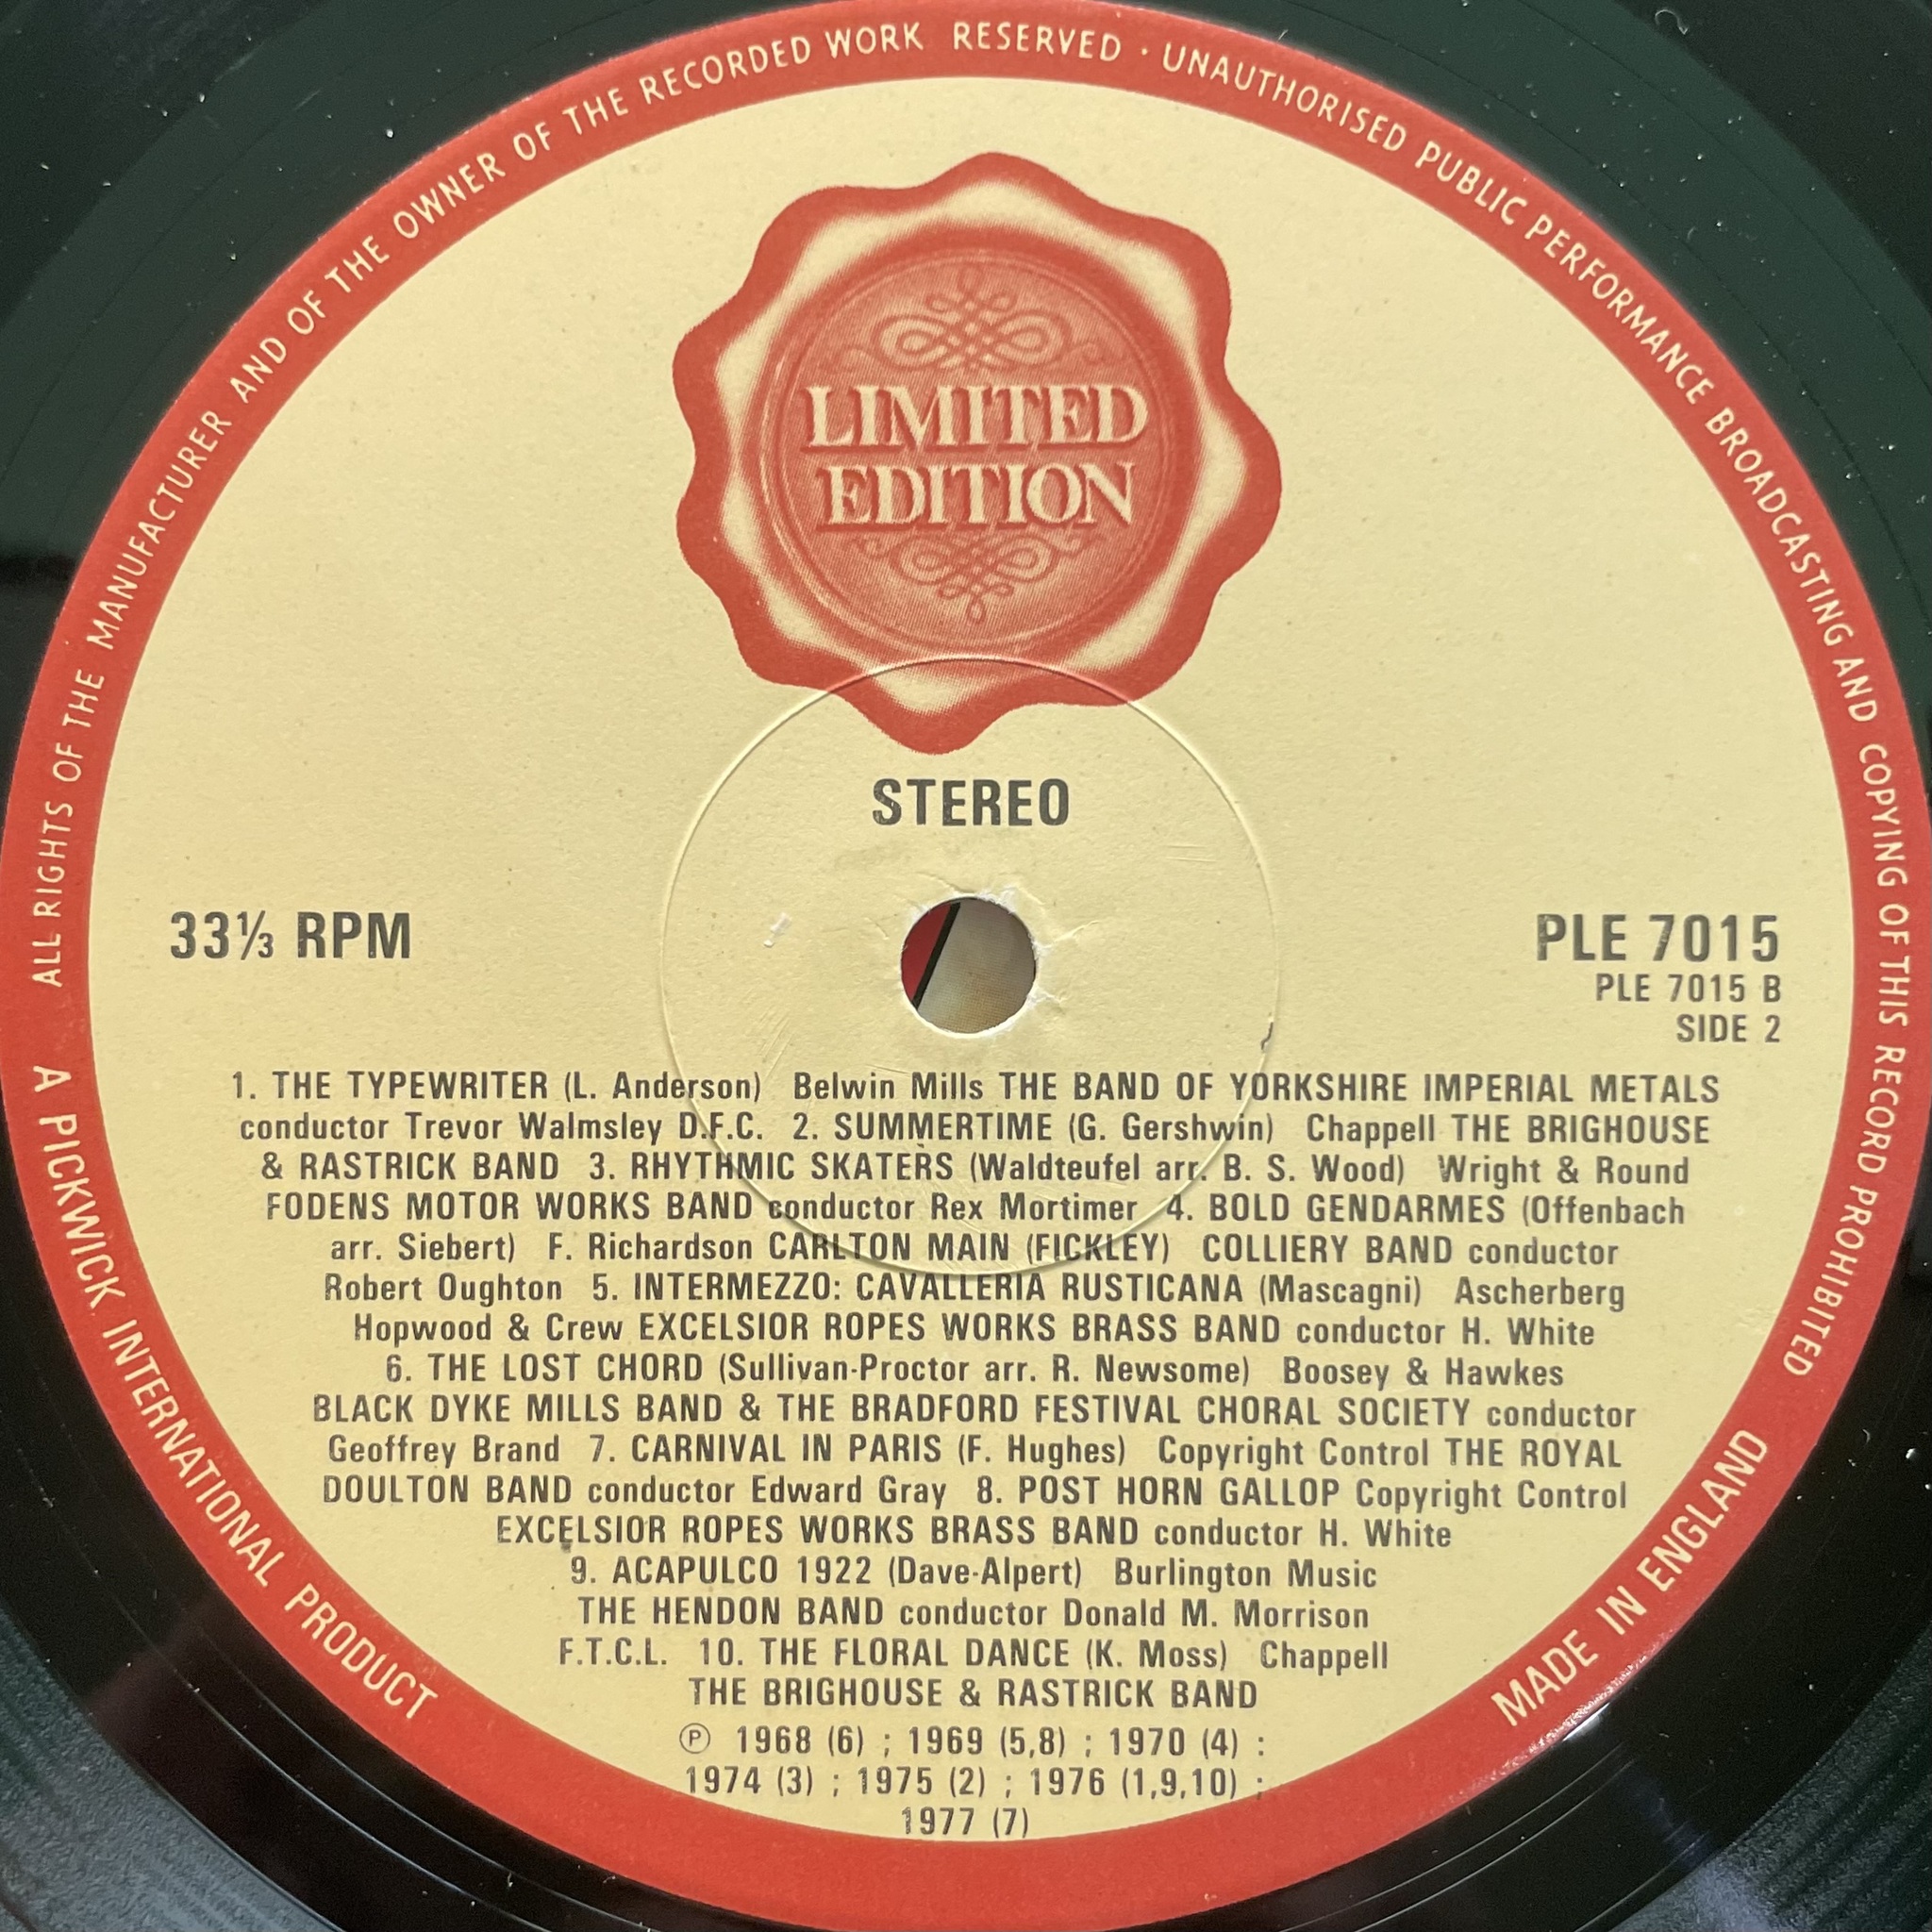 ALL RIGHTS OF THE MANUFACTURER AND OF THE OWNER OF THE RECORDED WORK RESERVED · UNAUTHORISED PUBLIC PERFORMANCE BROADCASTING AND COPYING OF THIS RECORD PROHIBITED
LIMITED
EDITION
STEREO
33⅓ RPM
PLE 7015
PLE 7015 B
SIDE 2
1. THE TYPEWRITER (L. Anderson) Belwin Mills THE BAND OF YORKSHIRE IMPERIAL METALS
conductor Trevor Walmsley D.F.C. 2. SUMMERTIME (G. Gershwin) Chappell THE BRIGHOUSE
& RASTRICK BAND 3. RHYTHMIC SKATERS (Waldteufel arr. B. S. Wood) Wright & Round
FODENS MOTOR WORKS BAND conductor Rex Mortimer 4. BOLD GENDARMES (Offenbach
arr. Siebert) F. Richardson CARLTON MAIN (FICKLEY) COLLIERY BAND conductor
Robert Oughton 5. INTERMEZZO: CAVALLERIA RUSTICANA (Mascagni) Ascherberg
Hopwood & Crew EXCELSIOR ROPES WORKS BRASS BAND conductor H. White
6. THE LOST CHORD (Sullivan-Proctor arr. R. Newsome) Boosey & Hawkes
BLACK DYKE MILLS BAND & THE BRADFORD FESTIVAL CHORAL SOCIETY conductor
Geoffrey Brand 7. CARNIVAL IN PARIS (F. Hughes) Copyright Control THE ROYAL
DOULTON BAND conductor Edward Gray 8. POST HORN GALLOP Copyright Control
EXCELSIOR ROPES WORKS BRASS BAND conductor H. White
9. ACAPULCO 1922 (Dave-Alpert) Burlington Music
THE HENDON BAND conductor Donald M. Morrison
F.T.C.L. 10. THE FLORAL DANCE (K. Moss) Chappell
THE BRIGHOUSE & RASTRICK BAND
℗ 1968 (6) ; 1969 (5,8) ; 1970 (4) :
1974 (3) ; 1975 (2) ; 1976 (1,9,10) :
1977 (7)
A PICKWICK INTERNATIONAL PRODUCT
MADE IN ENGLAND